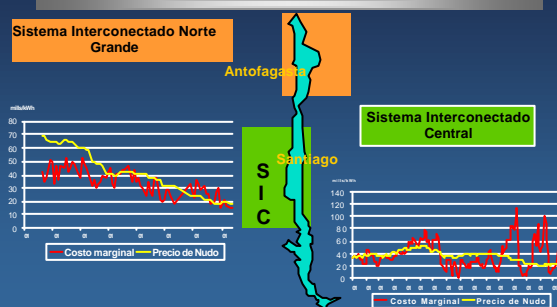 Sistema Interconectado Norte
Grande
Antofagasta
mills/kWh
80
70
60
50
40
30
20
10
0
Costo marginal
Precio de Nudo
S
I
C
Santiago
Sistema Interconectado
Central
mills/kWh
140
120
100
80
60
40
20
0
Costo Marginal
Precio de Nudo